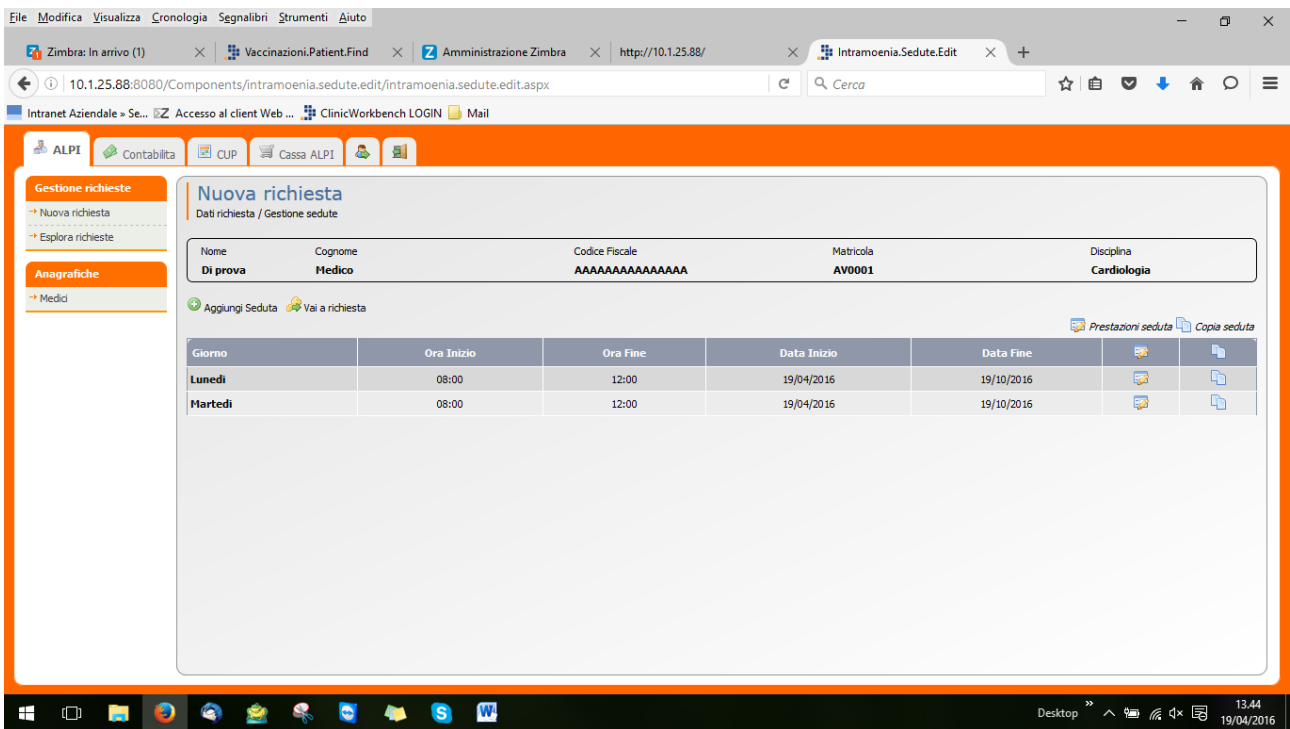 File Modifica Visualizza Cronologia Segnalibri Strumenti Aiuto
Zimbra: In arrivo (1) Vaccinazioni.Patient.Find Amministrazione Zimbra http://10.1.25.88/ Intramoenia.Sedute.Edit
10.1.25.88:8080/Components/intramoenia.sedute.edit/intramoenia.sedute.edit.aspx Cerca
Intranet Aziendale » Se... Accesso al client Web ... ClinicWorkbench LOGIN Mail
ALPI Contabilita CUP Cassa ALPI
Gestione richieste
Nuova richiesta
Esplora richieste
Anagrafiche
Medici
Nuova richiesta
Dati richiesta / Gestione sedute
Nome Cognome Codice Fiscale Matricola Disciplina
Di prova Medico AAAAAAAAAAAAAAA AV0001 Cardiologia
Aggiungi Seduta Vai a richiesta
Prestazioni seduta Copia seduta
Giorno Ora Inizio Ora Fine Data Inizio Data Fine
Lunedi 08:00 12:00 19/04/2016 19/10/2016
Martedi 08:00 12:00 19/04/2016 19/10/2016
Desktop 13.44
19/04/2016